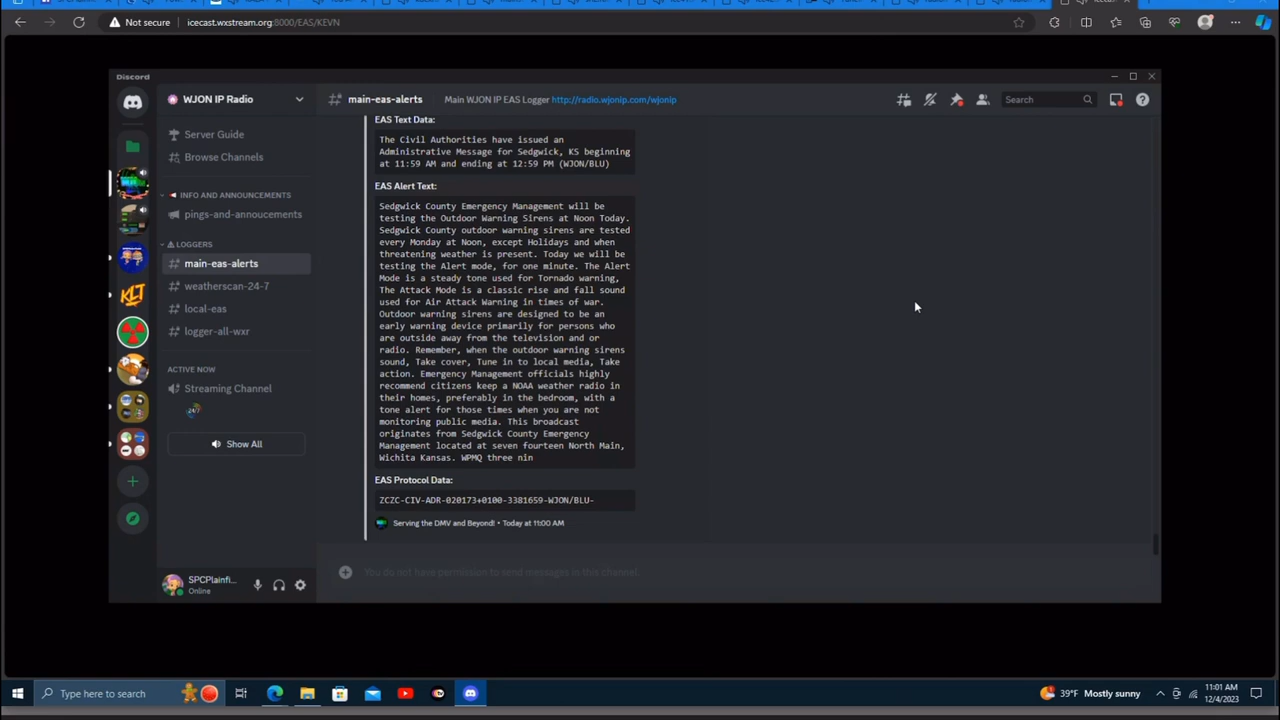 Not secure
icecast.wxstream.org:8000/EAS/KEVN
Discord
WJON IP Radio
main-eas-alerts
Main WJON IP EAS Logger http://radio.wjonip.com/wjonip
Search
Server Guide
Browse Channels
INFO AND ANNOUNCEMENTS
pings-and-annoucements
LOGGERS
main-eas-alerts
weatherscan-24-7
local-eas
logger-all-wxr
ACTIVE NOW
Streaming Channel
24/7
Show All
KLT
SPCPlainfi...
Online
EAS Text Data:
The Civil Authorities have issued an
Administrative Message for Sedgwick, KS beginning
at 11:59 AM and ending at 12:59 PM (WJON/BLU)
EAS Alert Text:
Sedgwick County Emergency Management will be
testing the Outdoor Warning Sirens at Noon Today.
Sedgwick County outdoor warning sirens are tested
every Monday at Noon, except Holidays and when
threatening weather is present. Today we will be
testing the Alert mode, for one minute. The Alert
Mode is a steady tone used for Tornado warning,
The Attack Mode is a classic rise and fall sound
used for Air Attack Warning in times of war.
Outdoor warning sirens are designed to be an
early warning device primarily for persons who
are outside away from the television and or
radio. Remember, when the outdoor warning sirens
sound, Take cover, Tune in to local media, Take
action. Emergency Management officials highly
recommend citizens keep a NOAA weather radio in
their homes, preferably in the bedroom, with a
tone alert for those times when you are not
monitoring public media. This broadcast
originates from Sedgwick County Emergency
Management located at seven fourteen North Main,
Wichita Kansas. WPMQ three nin
EAS Protocol Data:
ZCZC-CIV-ADR-020173+0100-3381659-WJON/BLU-
Serving the DMV and Beyond! • Today at 11:00 AM
You do not have permission to send messages in this channel.
Type here to search
39°F Mostly sunny
11:01 AM
12/4/2023